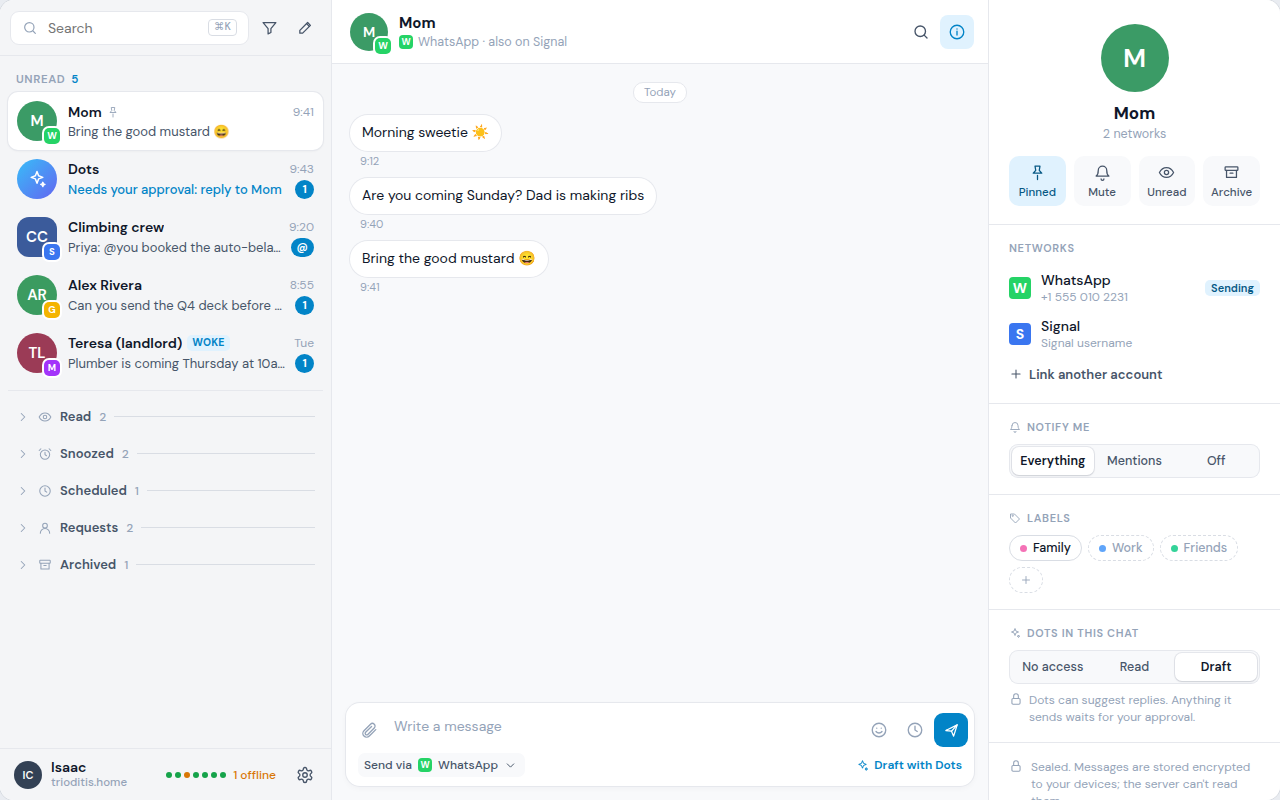 Search
⌘K
UNREAD 5
M
W
Mom
9:41
Bring the good mustard 😄
Dots
9:43
Needs your approval: reply to Mom
1
CC
S
Climbing crew
9:20
Priya: @you booked the auto-bela…
@
AR
G
Alex Rivera
8:55
Can you send the Q4 deck before …
1
TL
M
Teresa (landlord)
WOKE
Tue
Plumber is coming Thursday at 10a…
1
Read 2
Snoozed 2
Scheduled 1
Requests 2
Archived 1
IC
Isaac
trioditis.home
1 offline
M
W
Mom
W WhatsApp · also on Signal
Today
Morning sweetie ☀️
9:12
Are you coming Sunday? Dad is making ribs
9:40
Bring the good mustard 😄
9:41
Write a message
Send via W WhatsApp
Draft with Dots
M
Mom
2 networks
Pinned
Mute
Unread
Archive
NETWORKS
W
WhatsApp
+1 555 010 2231
Sending
S
Signal
Signal username
+ Link another account
NOTIFY ME
Everything Mentions Off
LABELS
Family Work Friends
+
DOTS IN THIS CHAT
No access Read Draft
Dots can suggest replies. Anything it
sends waits for your approval.
Sealed. Messages are stored encrypted
to your devices; the server can't read